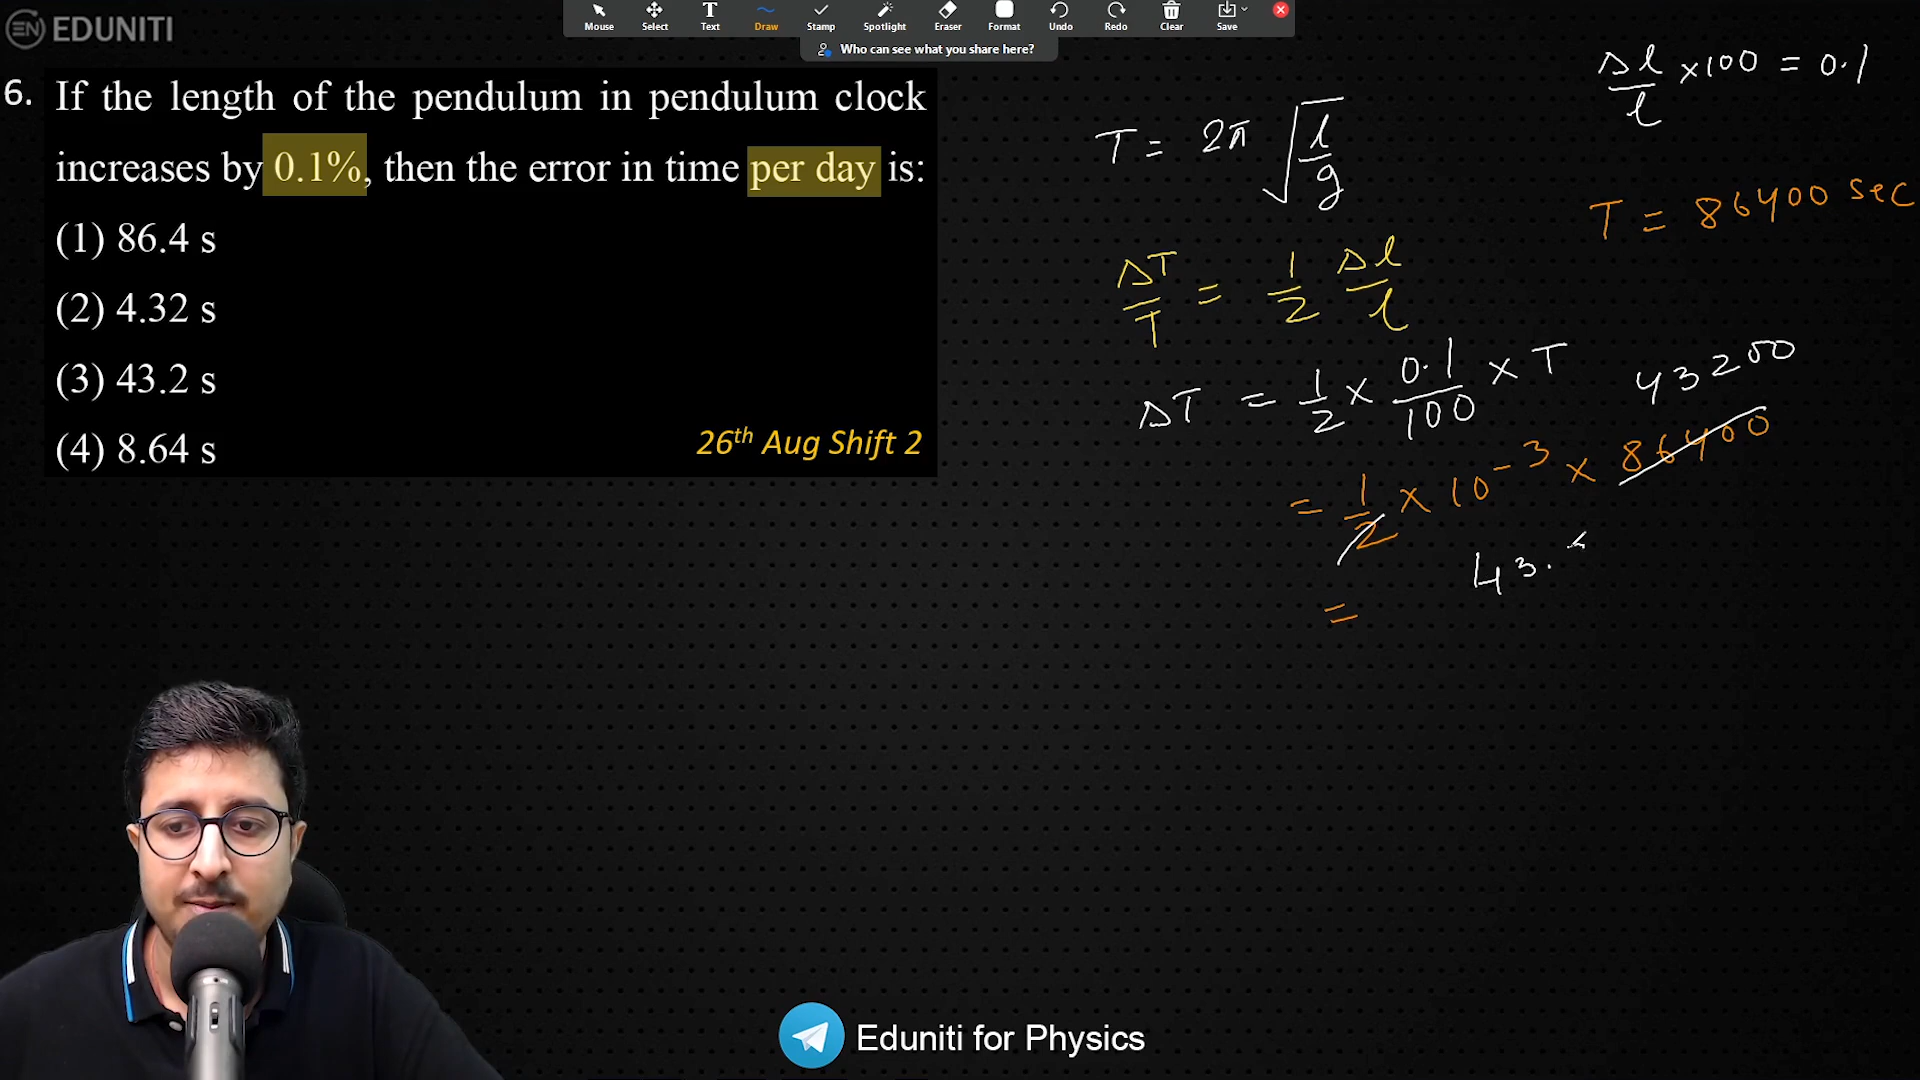 EN EDUNITI
Mouse Select Text Draw Stamp Spotlight Eraser Format Undo Redo Clear Save
Who can see what you share here?
6. If the length of the pendulum in pendulum clock
increases by 0.1%, then the error in time per day is:
(1) 86.4 s
(2) 4.32 s
(3) 43.2 s
(4) 8.64 s
26th Aug Shift 2
Δl/l ×100 = 0.1
T = 2π √(l/g)
T = 86400 sec
ΔT/T = 1/2 Δl/l
ΔT = 1/2 × 0.1/100 × T
43200
= 1/2 × 10⁻³ × 86400
43.
=
Eduniti for Physics